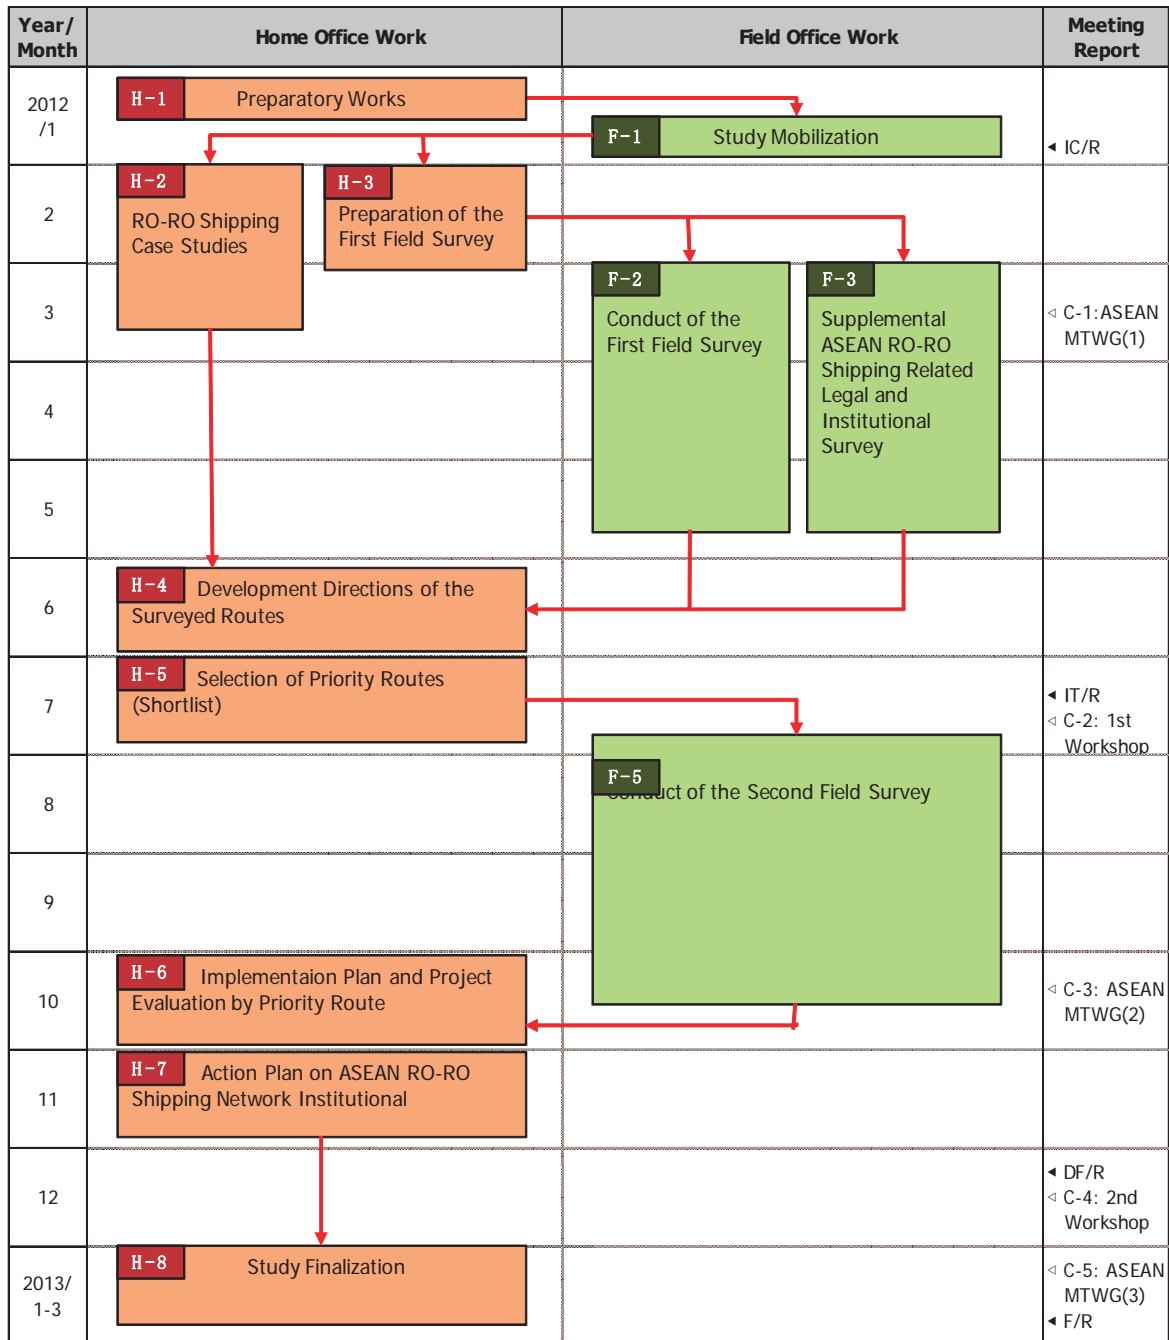 Year/
Month
Home Office Work
Field Office Work
Meeting
Report
2012
/1
H-1 Preparatory Works
F-1 Study Mobilization
◄ IC/R
2
H-2
RO-RO Shipping
Case Studies
H-3
Preparation of the
First Field Survey
3
F-2
Conduct of the
First Field Survey
F-3
Supplemental
ASEAN RO-RO
Shipping Related
Legal and
Institutional
Survey
◁ C-1:ASEAN
MTWG(1)
4
5
6
H-4 Development Directions of the
Surveyed Routes
7
H-5 Selection of Priority Routes
(Shortlist)
◄ IT/R
◁ C-2: 1st
Workshop
8
F-5
Conduct of the Second Field Survey
9
10
H-6 Implementaion Plan and Project
Evaluation by Priority Route
◁ C-3: ASEAN
MTWG(2)
11
H-7 Action Plan on ASEAN RO-RO
Shipping Network Institutional
12
◄ DF/R
◁ C-4: 2nd
Workshop
2013/
1-3
H-8 Study Finalization
◁ C-5: ASEAN
MTWG(3)
◄ F/R